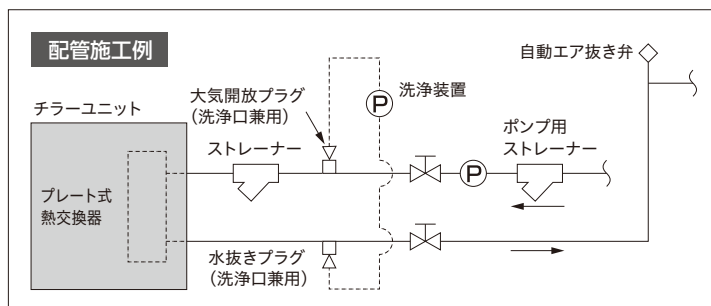 配管施工例
自動エア抜き弁
大気開放プラグ
(洗浄口兼用)
P
洗浄装置
チラーユニット
ストレーナー
ポンプ用
ストレーナー
P
プレート式
熱交換器
水抜きプラグ
(洗浄口兼用)